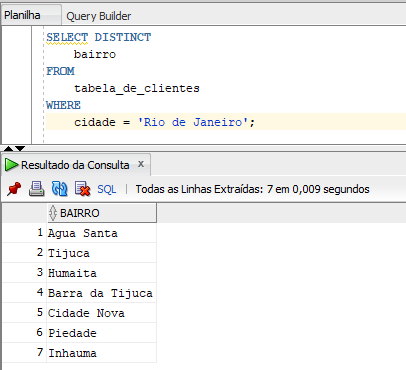 Planilha Query Builder
SELECT DISTINCT
bairro
FROM
tabela_de_clientes
WHERE
cidade = 'Rio de Janeiro';
Resultado da Consulta x
SQL | Todas as Linhas Extraídas: 7 em 0,009 segundos
BAIRRO
1 Agua Santa
2 Tijuca
3 Humaita
4 Barra da Tijuca
5 Cidade Nova
6 Piedade
7 Inhauma